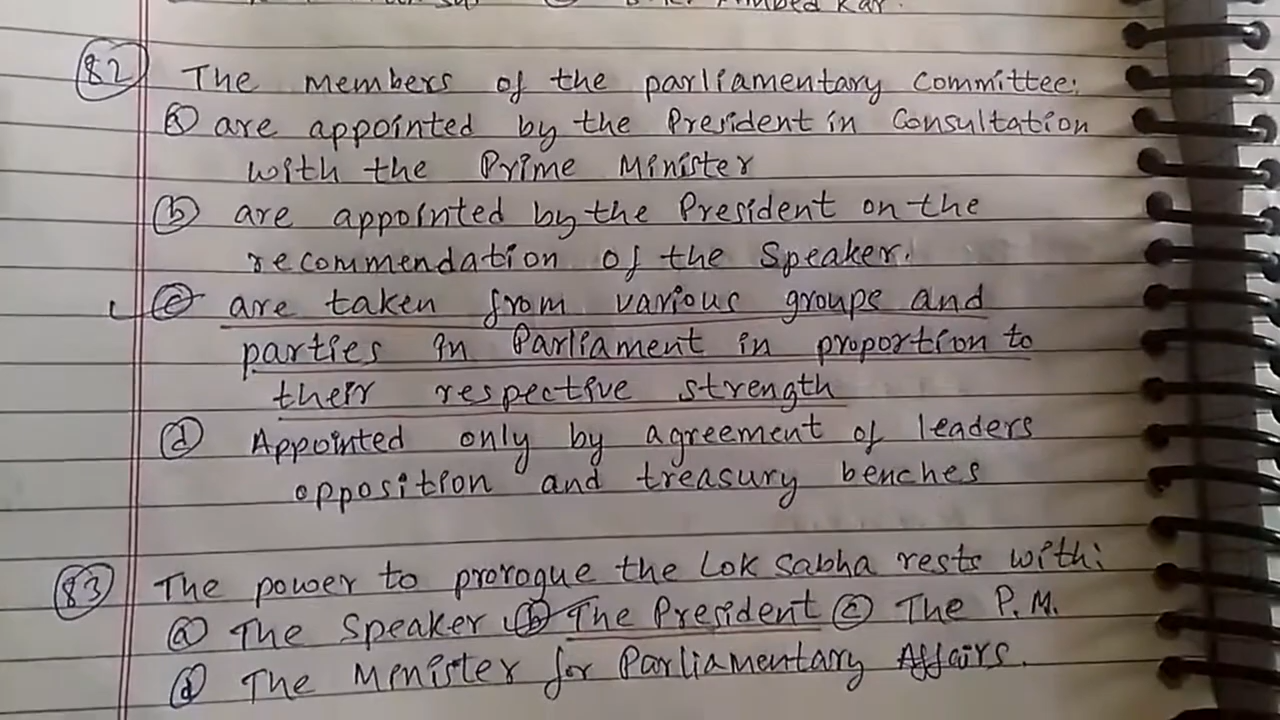 Ambedkar.
82 The members of the parliamentary committee:
a are appointed by the President in Consultation
with the Prime Minister
b are appointed by the President on the
recommendation of the Speaker.
c are taken from various groups and
parties in Parliament in proportion to
their respective strength
d Appointed only by agreement of leaders
opposition and treasury benches
83 The power to prorogue the Lok Sabha rests with:
a The Speaker b The President c The P.M.
d The Menister for Parliamentary Affairs.